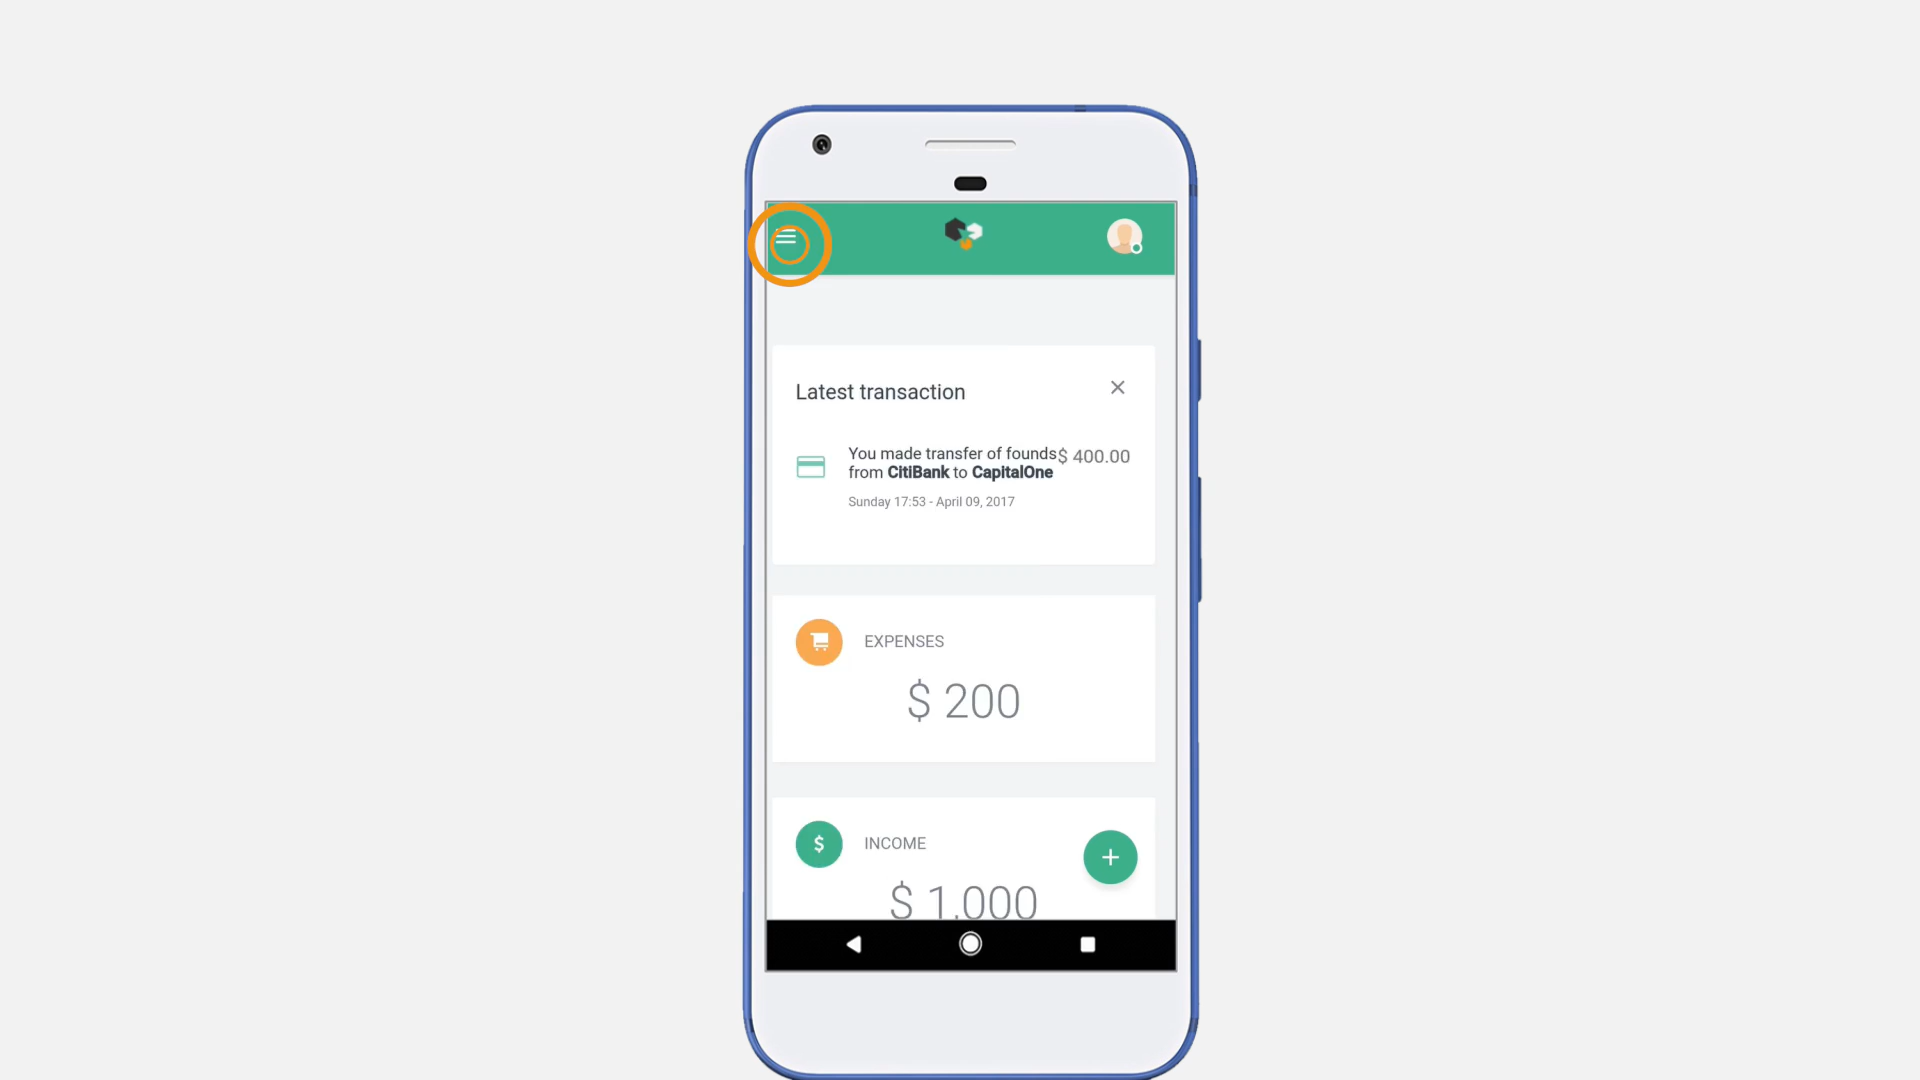 Latest transaction
You made transfer of founds $ 400.00
from CitiBank to CapitalOne
Sunday 17:53 - April 09, 2017
EXPENSES
$ 200
$ INCOME
$ 1,000